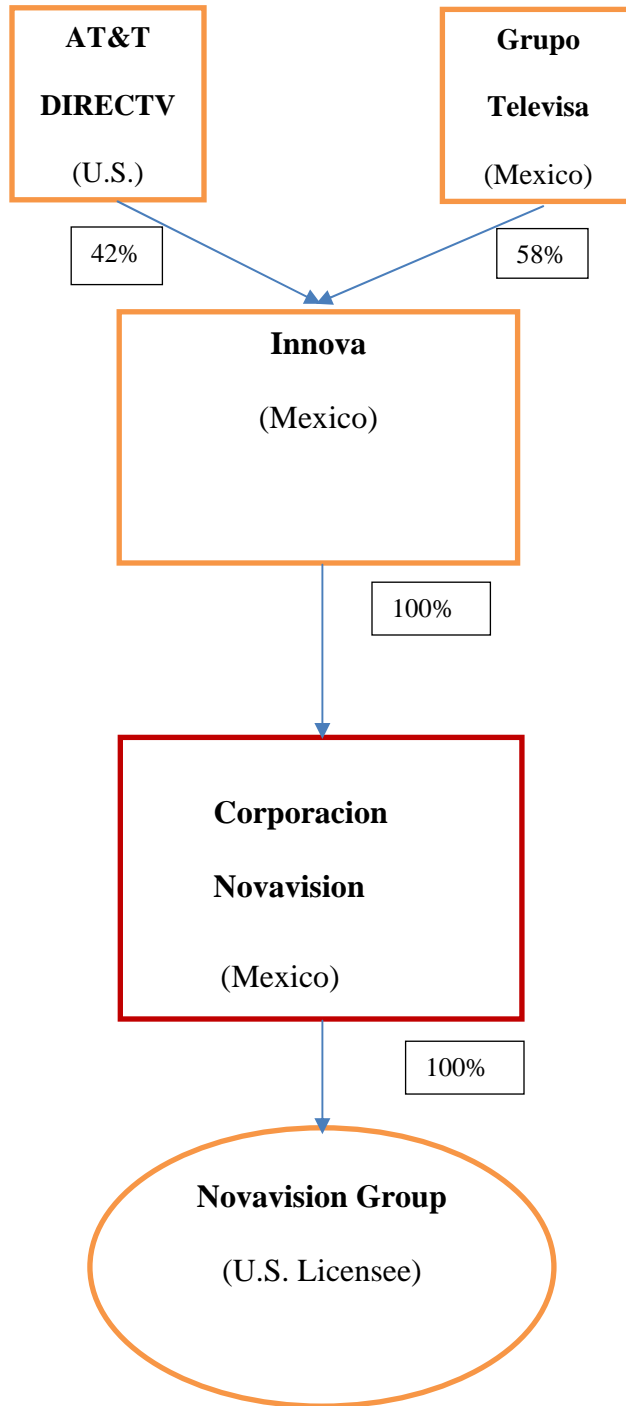 AT&T
DIRECTV
(U.S.)
Grupo
Televisa
(Mexico)
42%
58%
Innova
(Mexico)
100%
Corporacion
Novavision
(Mexico)
100%
Novavision Group
(U.S. Licensee)